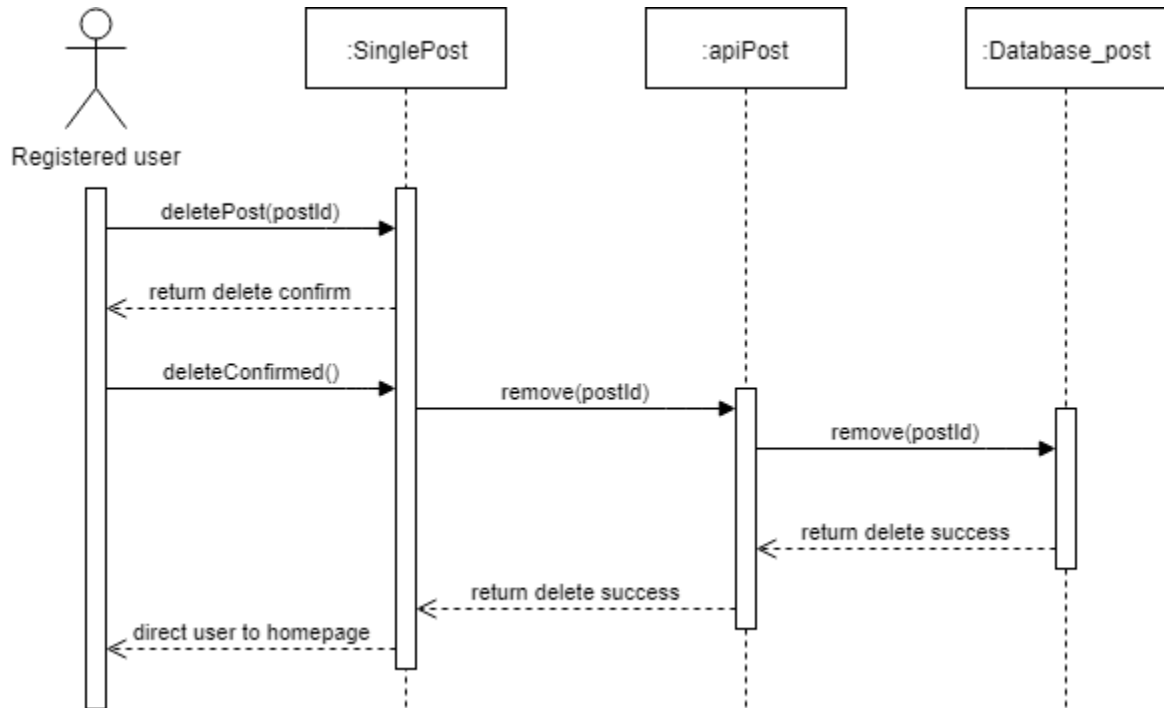 :SinglePost
:apiPost
:Database_post
Registered user
deletePost(postId)
return delete confirm
deleteConfirmed()
remove(postId)
remove(postId)
return delete success
return delete success
direct user to homepage